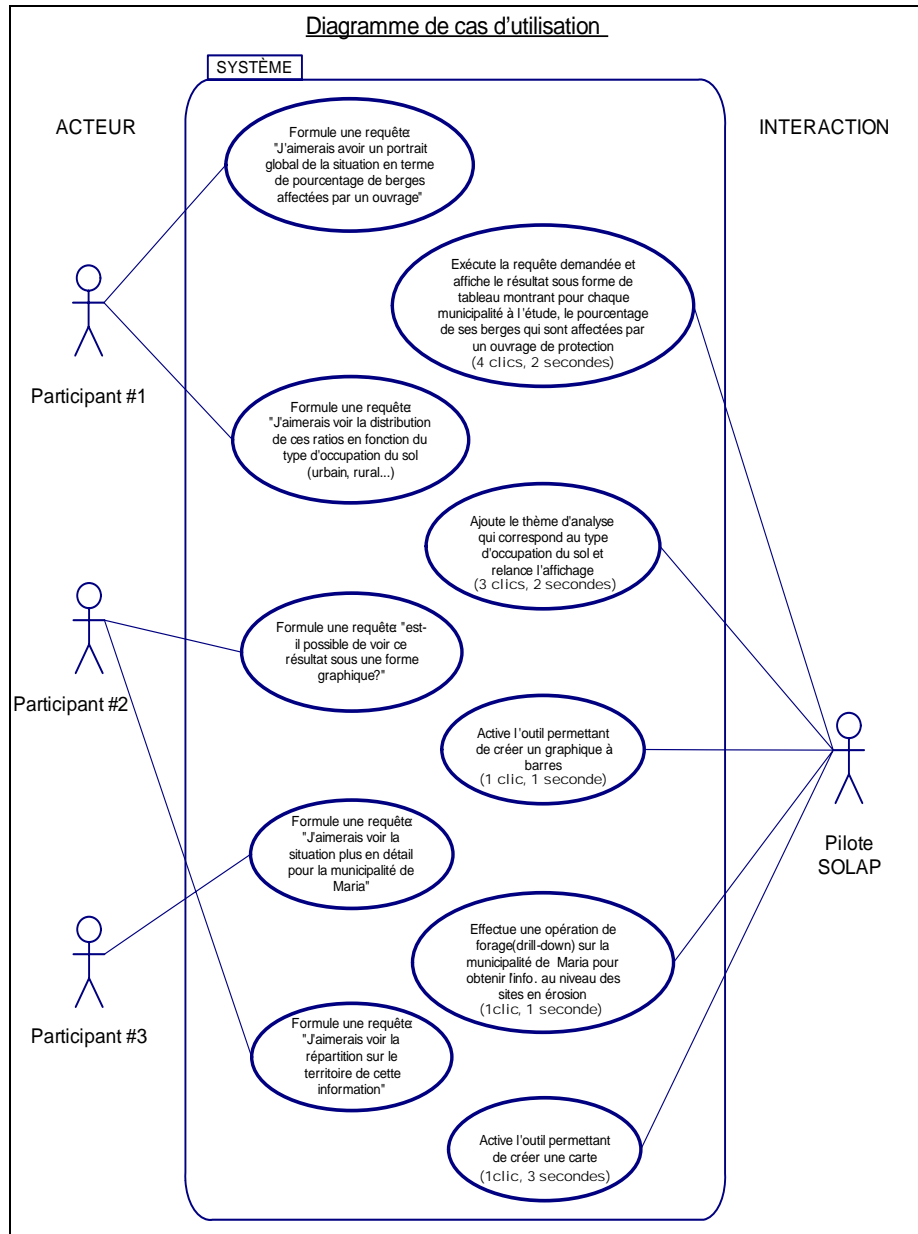 Diagramme de cas d'utilisation
SYSTÈME
ACTEUR
INTERACTION
Formule une requête:
"J'aimerais avoir un portrait
global de la situation en terme
de pourcentage de berges
affectées par un ouvrage"
Exécute la requête demandée et
affiche le résultat sous forme de
tableau montrant pour chaque
municipalité à l'étude, le pourcentage
de ses berges qui sont affectées par
un ouvrage de protection
(4 clics, 2 secondes)
Participant #1
Formule une requête:
"J'aimerais voir la distribution
de ces ratios en fonction du
type d'occupation du sol
(urbain, rural...)
Ajoute le thème d'analyse
qui correspond au type
d'occupation du sol et
relance l'affichage
(3 clics, 2 secondes)
Formule une requête: "est-
il possible de voir ce
résultat sous une forme
graphique?"
Participant #2
Active l'outil permettant
de créer un graphique à
barres
(1 clic, 1 seconde)
Formule une requête:
"J'aimerais voir la
situation plus en détail
pour la municipalité de
Maria"
Pilote
SOLAP
Effectue une opération de
forage(drill-down) sur la
municipalité de Maria pour
obtenir l'info. au niveau des
sites en érosion
(1clic, 1 seconde)
Participant #3
Formule une requête:
"J'aimerais voir la
répartition sur le
territoire de cette
information"
Active l'outil permettant
de créer une carte
(1clic, 3 secondes)